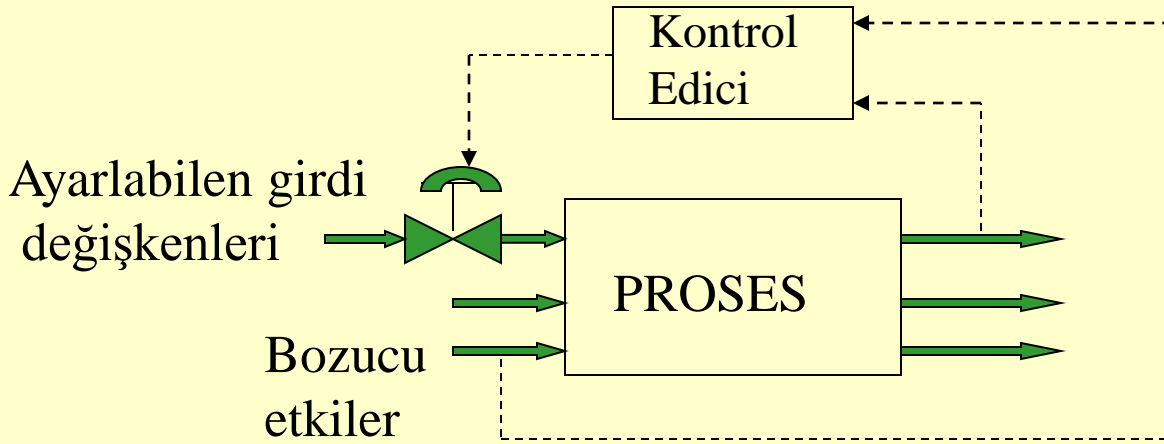 Kontrol
Edici
Ayarlabilen girdi
değişkenleri
PROSES
Bozucu
etkiler